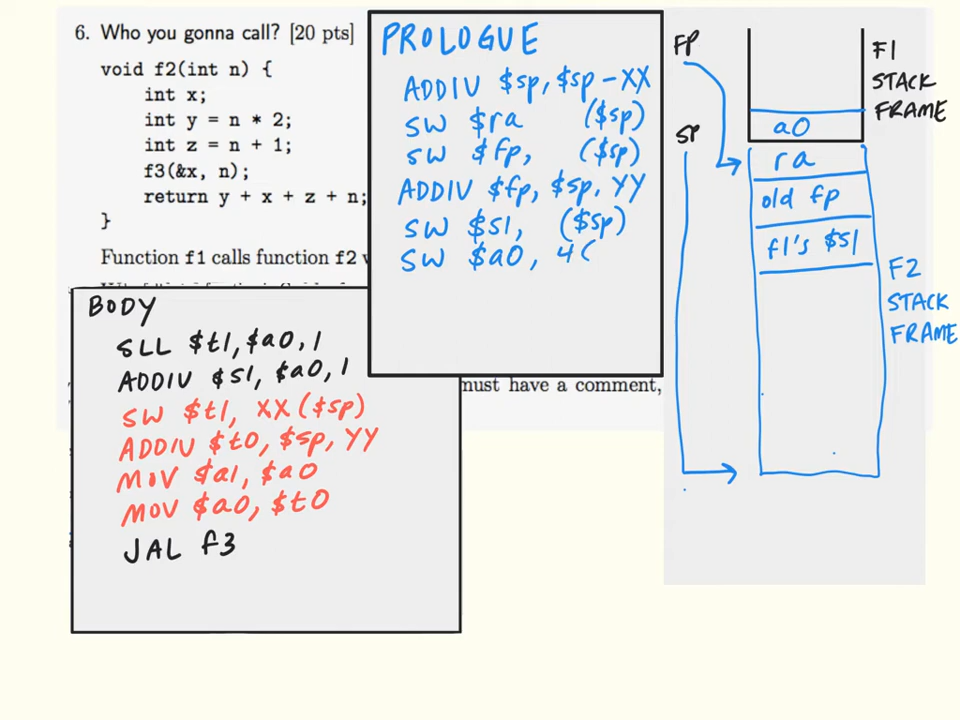 6. Who you gonna call? [20 pts]
void f2(int n) {
int x;
int y = n * 2;
int z = n + 1;
f3(&x, n);
return y + x + z + n;
}
Function f1 calls function f2
must have a comment,
PROLOGUE
ADDIU $sp, $sp - XX
SW $ra ($sp)
SW $fp, ($sp)
ADDIU $fp, $sp, YY
SW $s1, ($sp)
SW $a0, 4(
BODY
SLL $t1, $a0, 1
ADDIU $s1, $a0, 1
SW $t1, XX ($sp)
ADDIU $t0, $sp, YY
MOV $a1, $a0
MOV $a0, $t0
JAL f3
FP
SP
a0
ra
old fp
f1's $s1
F1
STACK
FRAME
F2
STACK
FRAME